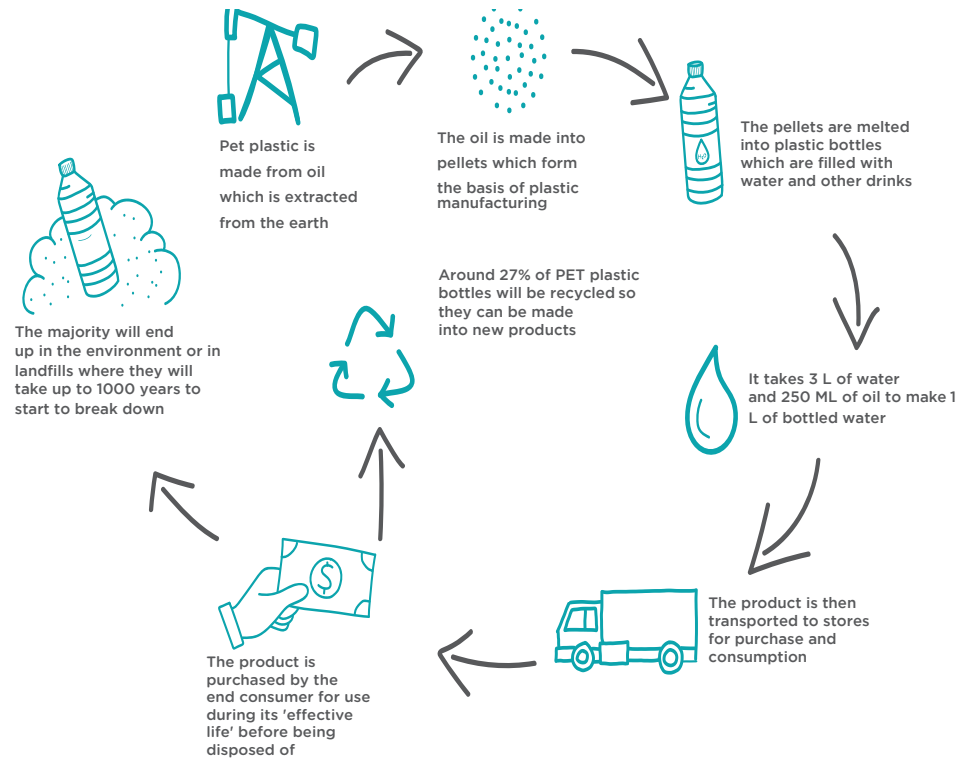 Pet plastic is
made from oil
which is extracted
from the earth
The oil is made into
pellets which form
the basis of plastic
manufacturing
H2O
The pellets are melted
into plastic bottles
which are filled with
water and other drinks
It takes 3 L of water
and 250 ML of oil to make 1
L of bottled water
The product is then
transported to stores
for purchase and
consumption
$
The product is
purchased by the
end consumer for use
during its 'effective
life' before being
disposed of
Around 27% of PET plastic
bottles will be recycled so
they can be made
into new products
The majority will end
up in the environment or in
landfills where they will
take up to 1000 years to
start to break down